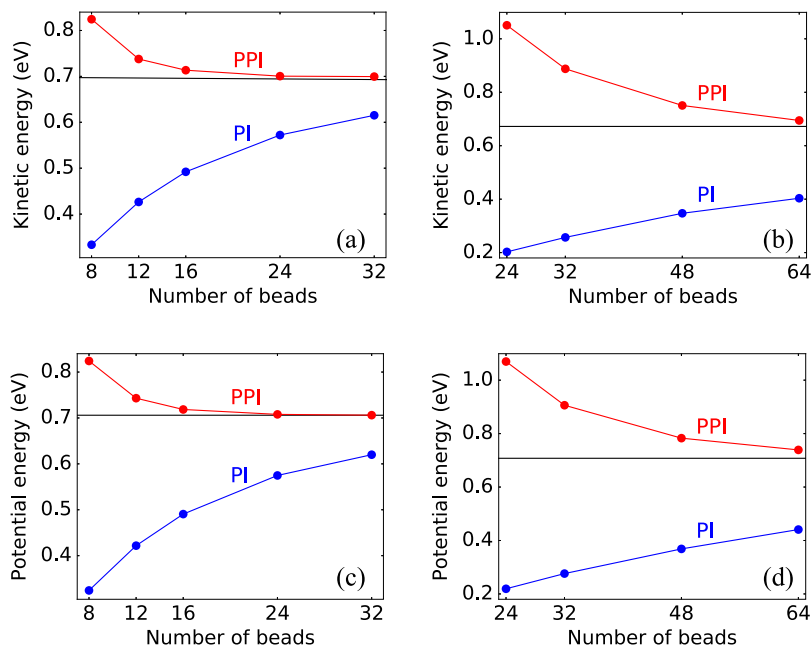 0.8
0.7
0.6
0.5
0.4
Kinetic energy (eV)
PPI
PI
(a)
8 12 16 24 32
Number of beads
1.0
0.8
0.6
0.4
0.2
Kinetic energy (eV)
PPI
PI
(b)
24 32 48 64
Number of beads
0.8
0.7
0.6
0.5
0.4
Potential energy (eV)
PPI
PI
(c)
8 12 16 24 32
Number of beads
1.0
0.8
0.6
0.4
0.2
Potential energy (eV)
PPI
PI
(d)
24 32 48 64
Number of beads